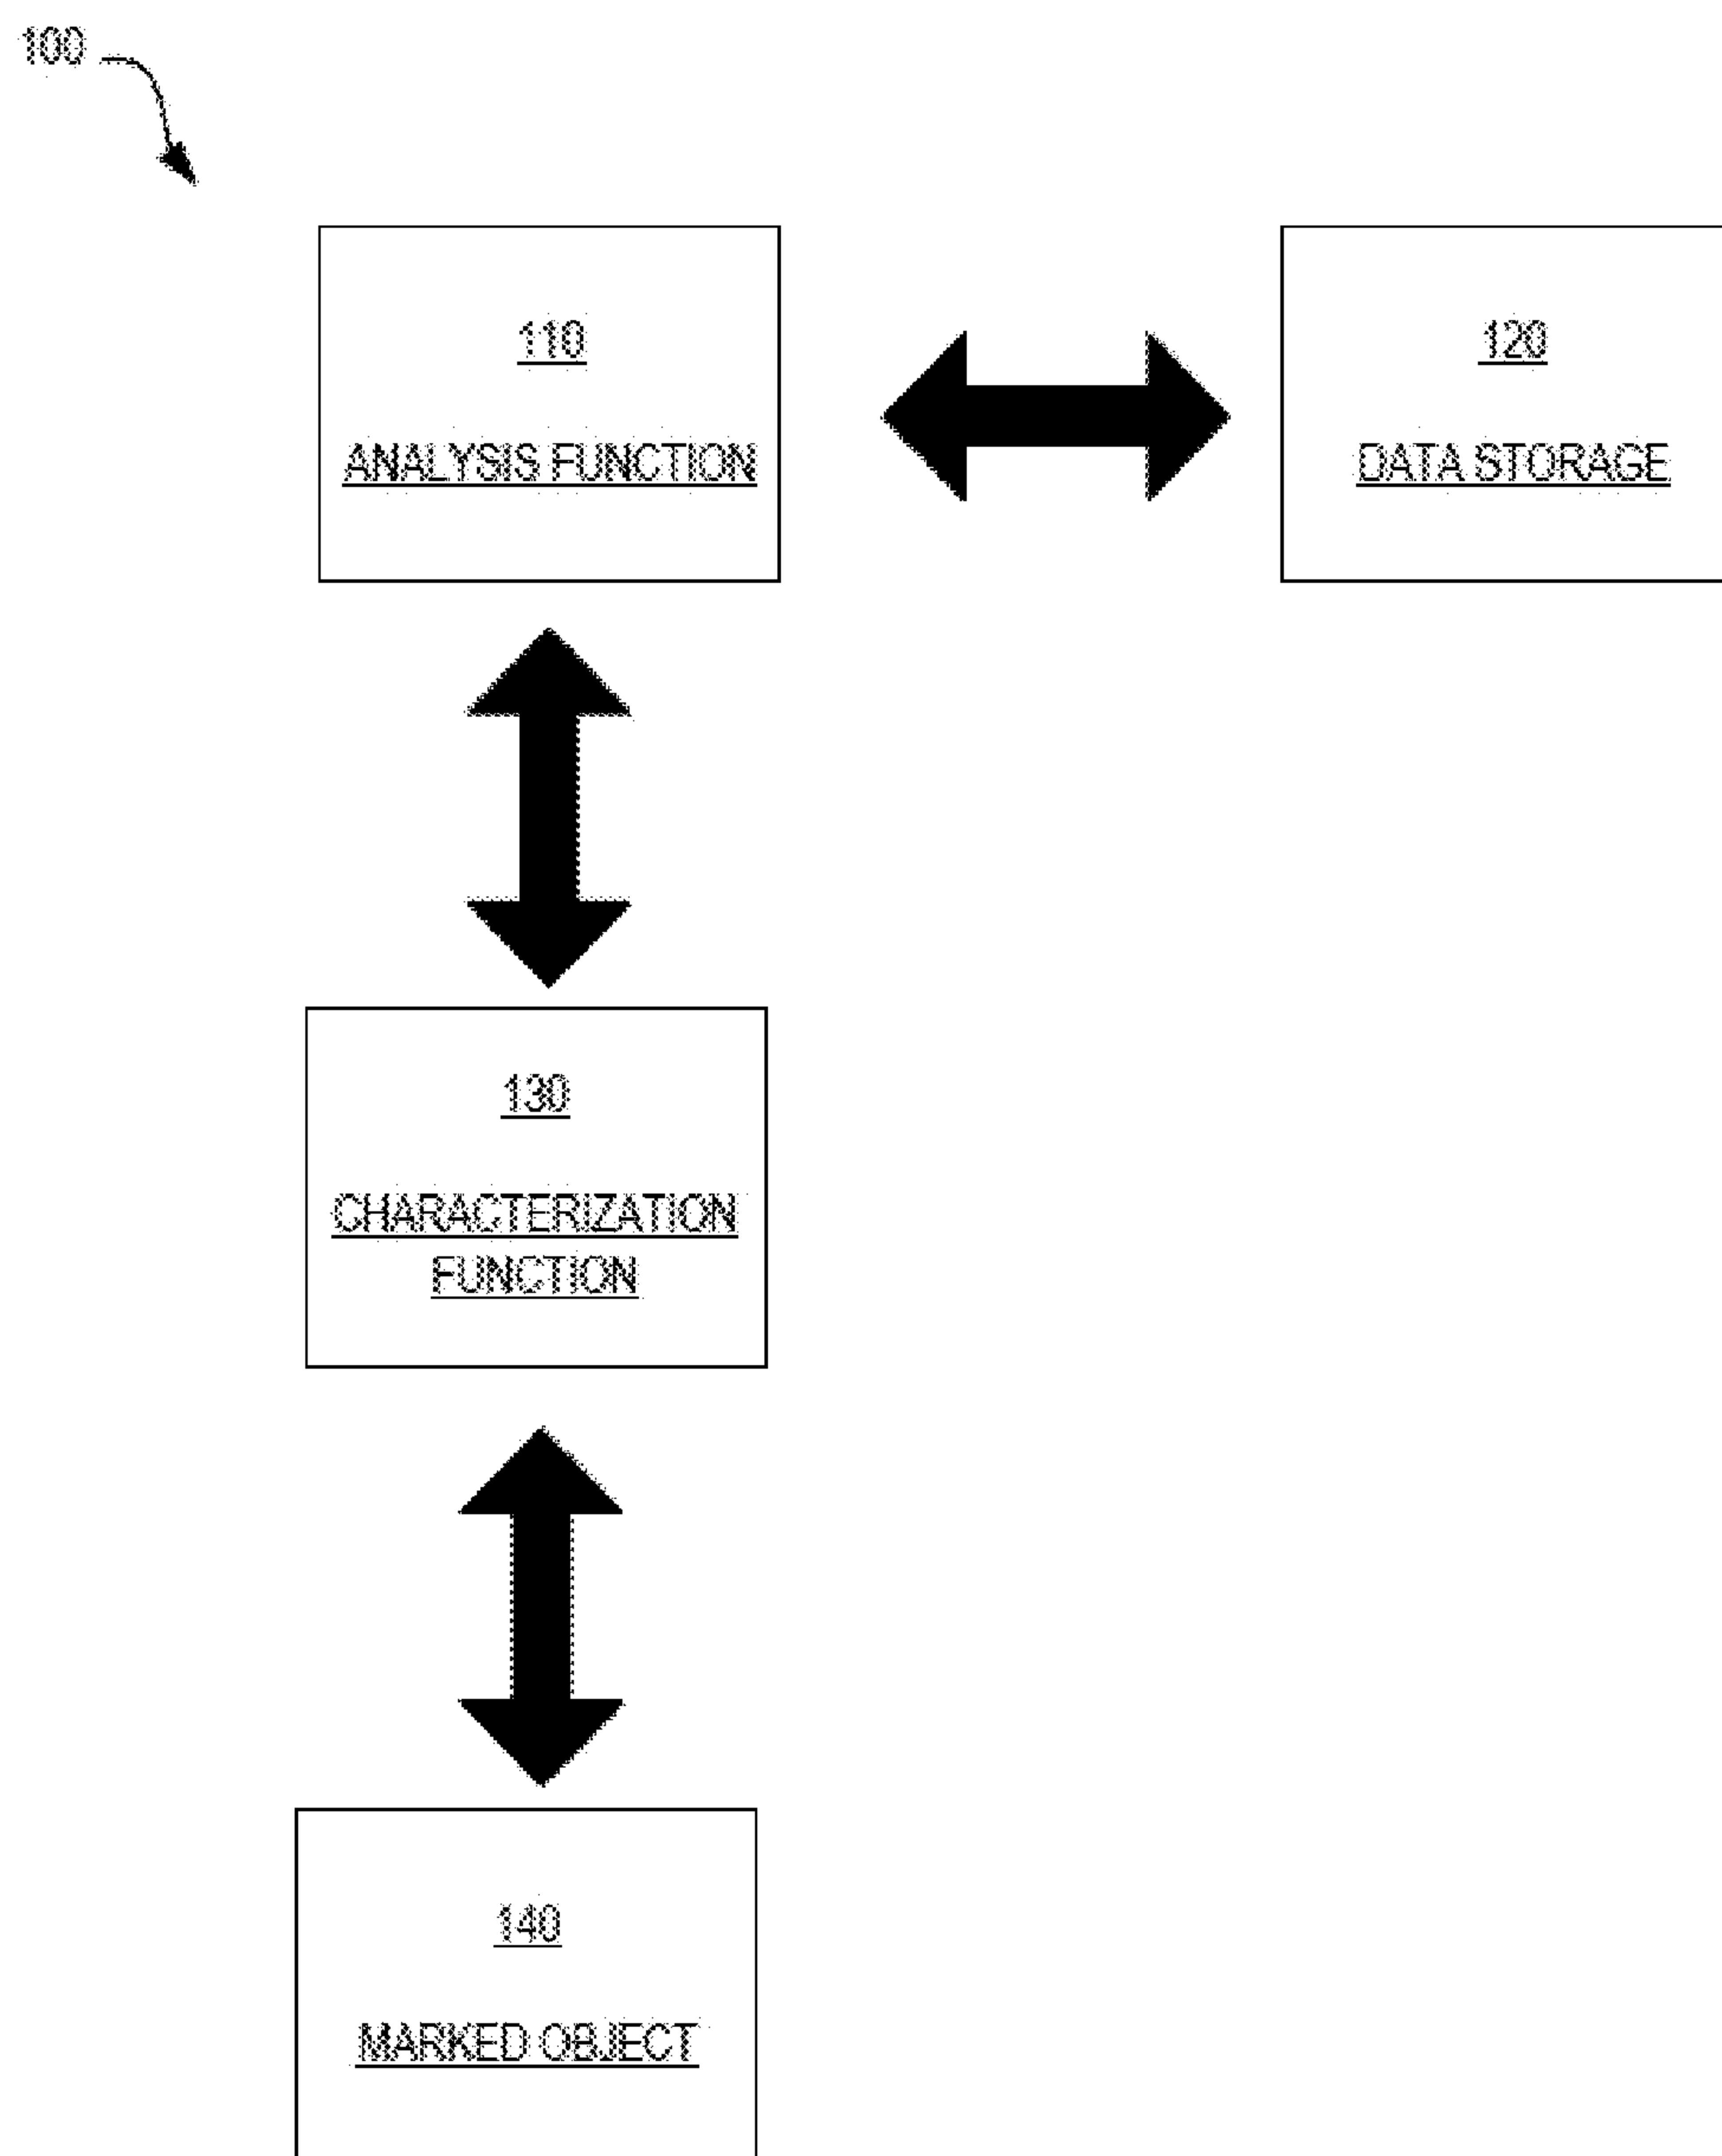 100
110
ANALYSIS FUNCTION
120
DATA STORAGE
130
CHARACTERIZATION
FUNCTION
140
MARKED OBJECT